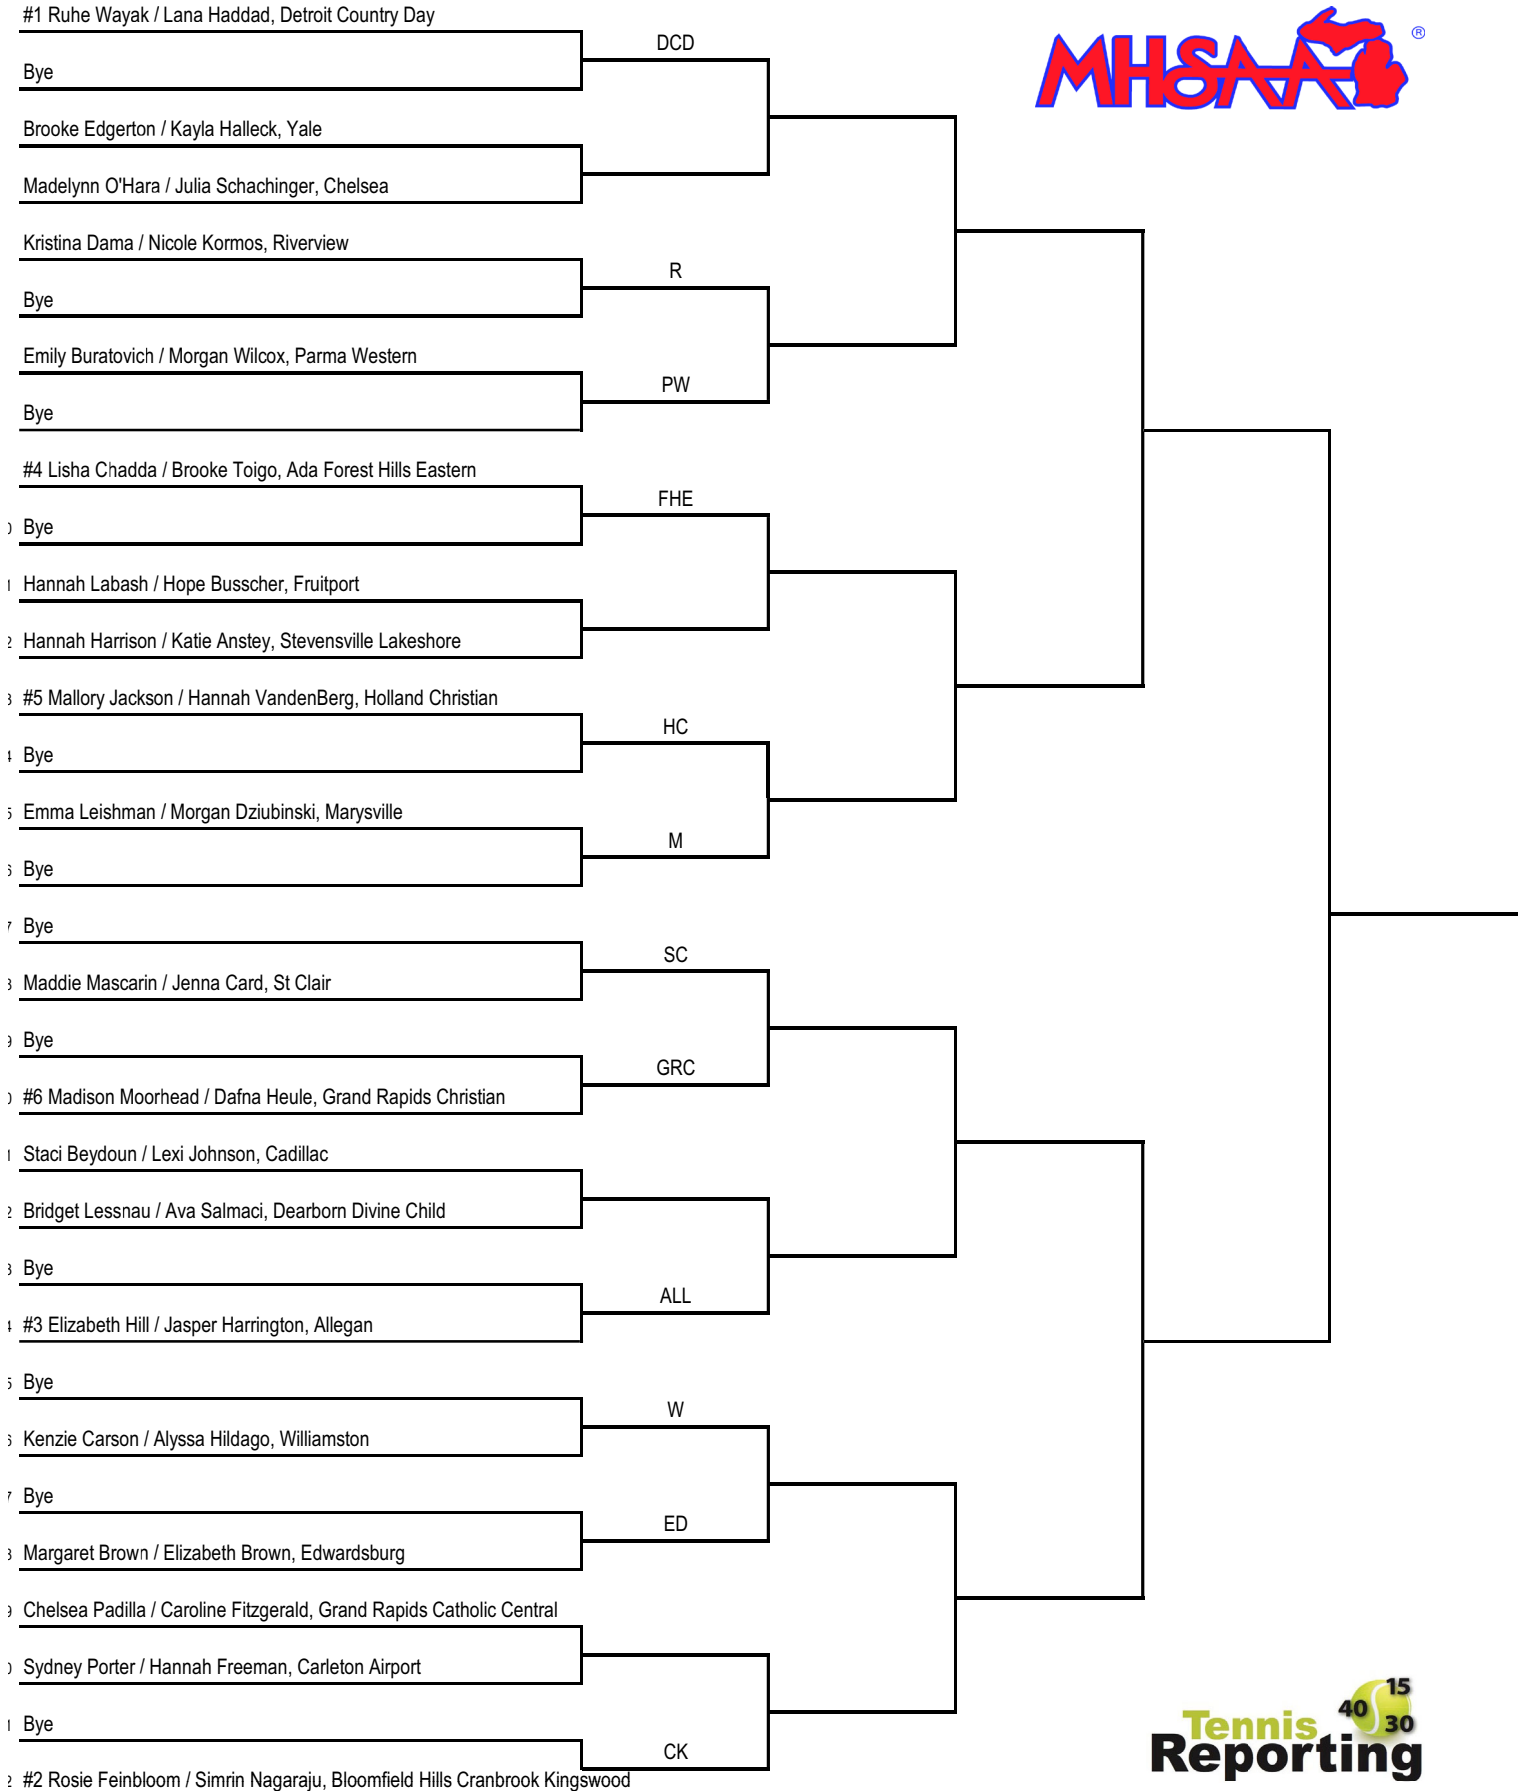 #1 Ruhe Wayak / Lana Haddad, Detroit Country Day
DCD
MHSAA ®
Bye
Brooke Edgerton / Kayla Halleck, Yale
Madelynn O'Hara / Julia Schachinger, Chelsea
Kristina Dama / Nicole Kormos, Riverview
R
Bye
Emily Buratovich / Morgan Wilcox, Parma Western
PW
Bye
#4 Lisha Chadda / Brooke Toigo, Ada Forest Hills Eastern
FHE
Bye
Hannah Labash / Hope Busscher, Fruitport
Hannah Harrison / Katie Anstey, Stevensville Lakeshore
#5 Mallory Jackson / Hannah VandenBerg, Holland Christian
HC
Bye
Emma Leishman / Morgan Dziubinski, Marysville
M
Bye
Bye
SC
Maddie Mascarin / Jenna Card, St Clair
Bye
GRC
#6 Madison Moorhead / Dafna Heule, Grand Rapids Christian
Staci Beydoun / Lexi Johnson, Cadillac
Bridget Lessnau / Ava Salmaci, Dearborn Divine Child
Bye
ALL
#3 Elizabeth Hill / Jasper Harrington, Allegan
Bye
W
Kenzie Carson / Alyssa Hildago, Williamston
Bye
ED
Margaret Brown / Elizabeth Brown, Edwardsburg
Chelsea Padilla / Caroline Fitzgerald, Grand Rapids Catholic Central
Sydney Porter / Hannah Freeman, Carleton Airport
Bye
CK
#2 Rosie Feinbloom / Simrin Nagaraju, Bloomfield Hills Cranbrook Kingswood
15
40
30
Tennis
Reporting